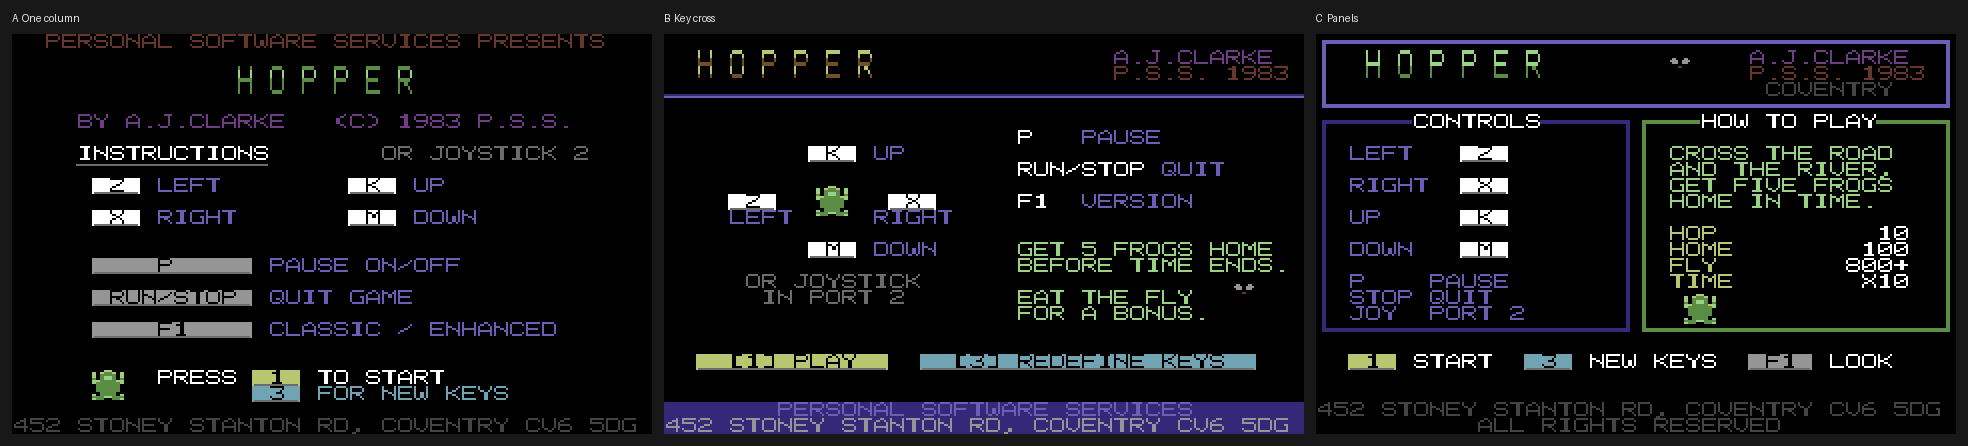 A One column
PERSONAL SOFTWARE SERVICES PRESENTS
HOPPER
BY A.J.CLARKE (C) 1983 P.S.S.
INSTRUCTIONS OR JOYSTICK 2
Z LEFT K UP
X RIGHT M DOWN
P PAUSE ON/OFF
RUN/STOP QUIT GAME
F1 CLASSIC / ENHANCED
PRESS 1 TO START
3 FOR NEW KEYS
452 STONEY STANTON RD, COVENTRY CV6 5DG
B Key cross
HOPPER
A.J.CLARKE
P.S.S. 1983
K UP
Z X
LEFT RIGHT
M DOWN
OR JOYSTICK
IN PORT 2
P PAUSE
RUN/STOP QUIT
F1 VERSION
GET 5 FROGS HOME
BEFORE TIME ENDS.
EAT THE FLY
FOR A BONUS.
[1] PLAY [3] REDEFINE KEYS
PERSONAL SOFTWARE SERVICES
452 STONEY STANTON RD, COVENTRY CV6 5DG
C Panels
HOPPER
A.J.CLARKE
P.S.S. 1983
COVENTRY
CONTROLS
LEFT Z
RIGHT X
UP K
DOWN M
P PAUSE
STOP QUIT
JOY PORT 2
HOW TO PLAY
CROSS THE ROAD
AND THE RIVER.
GET FIVE FROGS
HOME IN TIME.
HOP 10
HOME 100
FLY 800+
TIME X10
1 START 3 NEW KEYS F1 LOOK
452 STONEY STANTON RD, COVENTRY CV6 5DG
ALL RIGHTS RESERVED